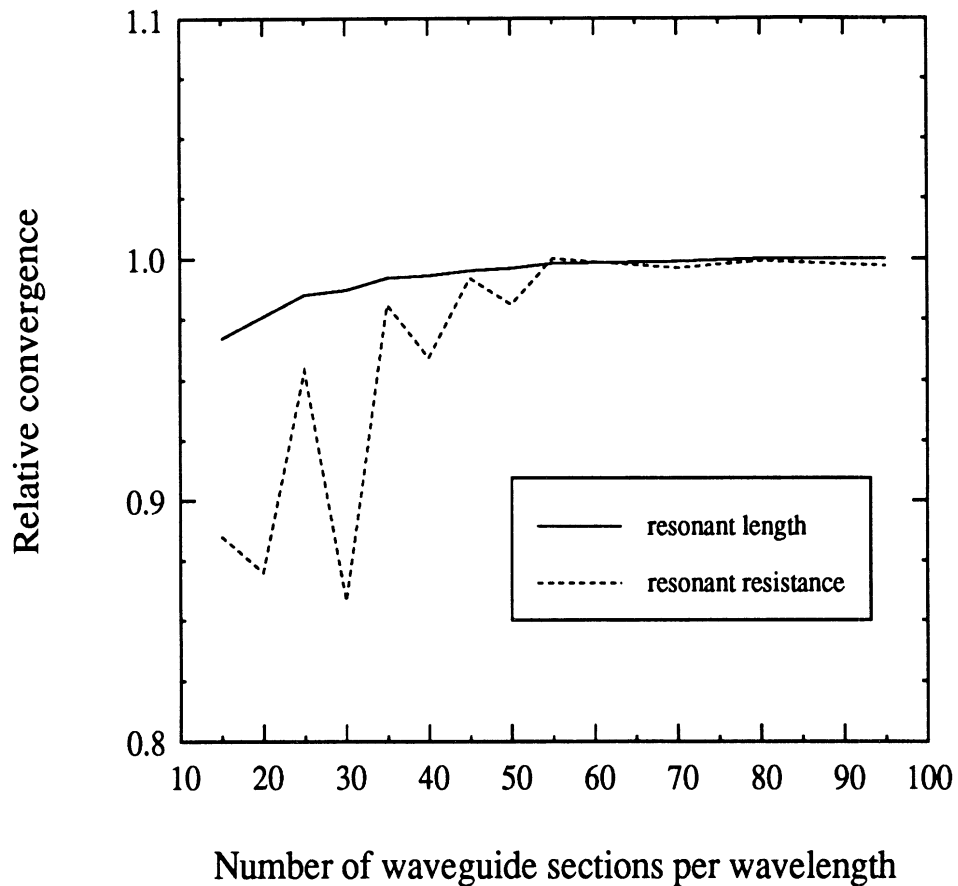 1.1
1.0
0.9
0.8
Relative convergence
resonant length
resonant resistance
10 20 30 40 50 60 70 80 90 100
Number of waveguide sections per wavelength